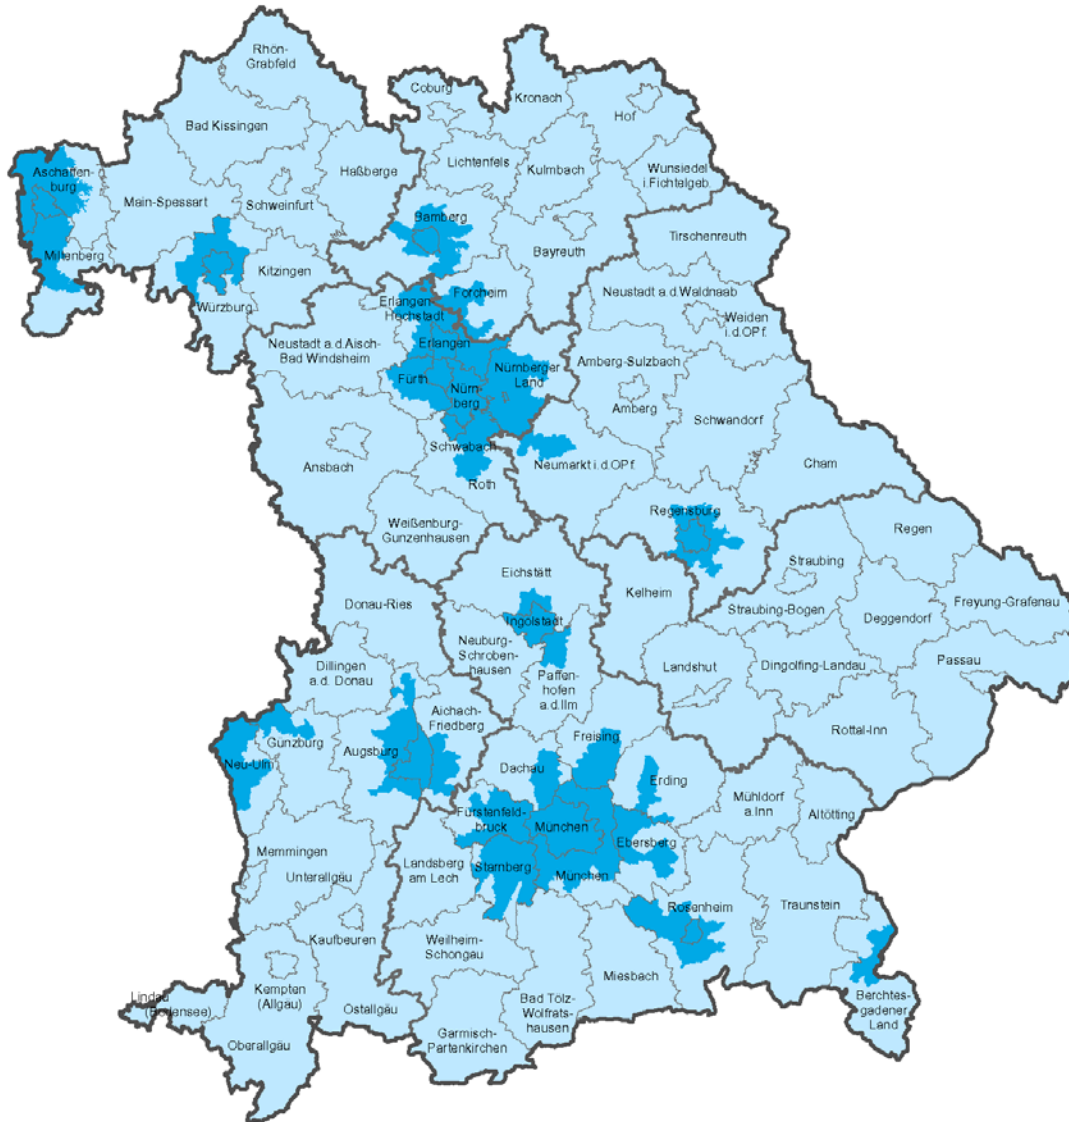 Rhön-
Grabfeld
Coburg
Kronach
Hof
Bad Kissingen
Lichtenfels
Kulmbach
Wunsiedel
i.Fichtelgeb.
Haßberge
Aschaffen-
burg
Main-Spessart
Schweinfurt
Bamberg
Bayreuth
Tirschenreuth
Miltenberg
Kitzingen
Würzburg
Erlangen
Höchstadt
Forchheim
Neustadt a.d.Waldnaab
Weiden
i.d.OPf.
Neustadt a.d.Aisch-
Bad Windsheim
Erlangen
Fürth
Nürn-
berg
Nürnberger
Land
Amberg-Sulzbach
Amberg
Schwandorf
Ansbach
Schwabach
Roth
Neumarkt i.d.OPf.
Cham
Weißenburg-
Gunzenhausen
Regensburg
Regen
Eichstätt
Straubing
Kelheim
Straubing-Bogen
Freyung-Grafenau
Deggendorf
Donau-Ries
Ingolstadt
Neuburg-
Schroben-
hausen
Paffen-
hofen
a.d.Ilm
Landshut
Dingolfing-Landau
Passau
Dillingen
a.d. Donau
Aichach-
Friedberg
Rottal-Inn
Günzburg
Augsburg
Neu-Ulm
Freising
Dachau
Erding
Mühldorf
a.Inn
Altötting
Fürstenfeld-
bruck
München
Ebersberg
Memmingen
Landsberg
am Lech
Starnberg
München
Unterallgäu
Rosenheim
Traunstein
Kaufbeuren
Weilheim-
Schongau
Miesbach
Kempten
(Allgäu)
Lindau
(Bodensee)
Ostallgäu
Bad Tölz-
Wolfrats-
hausen
Berchtes-
gadener
Land
Oberallgäu
Garmisch-
Partenkirchen